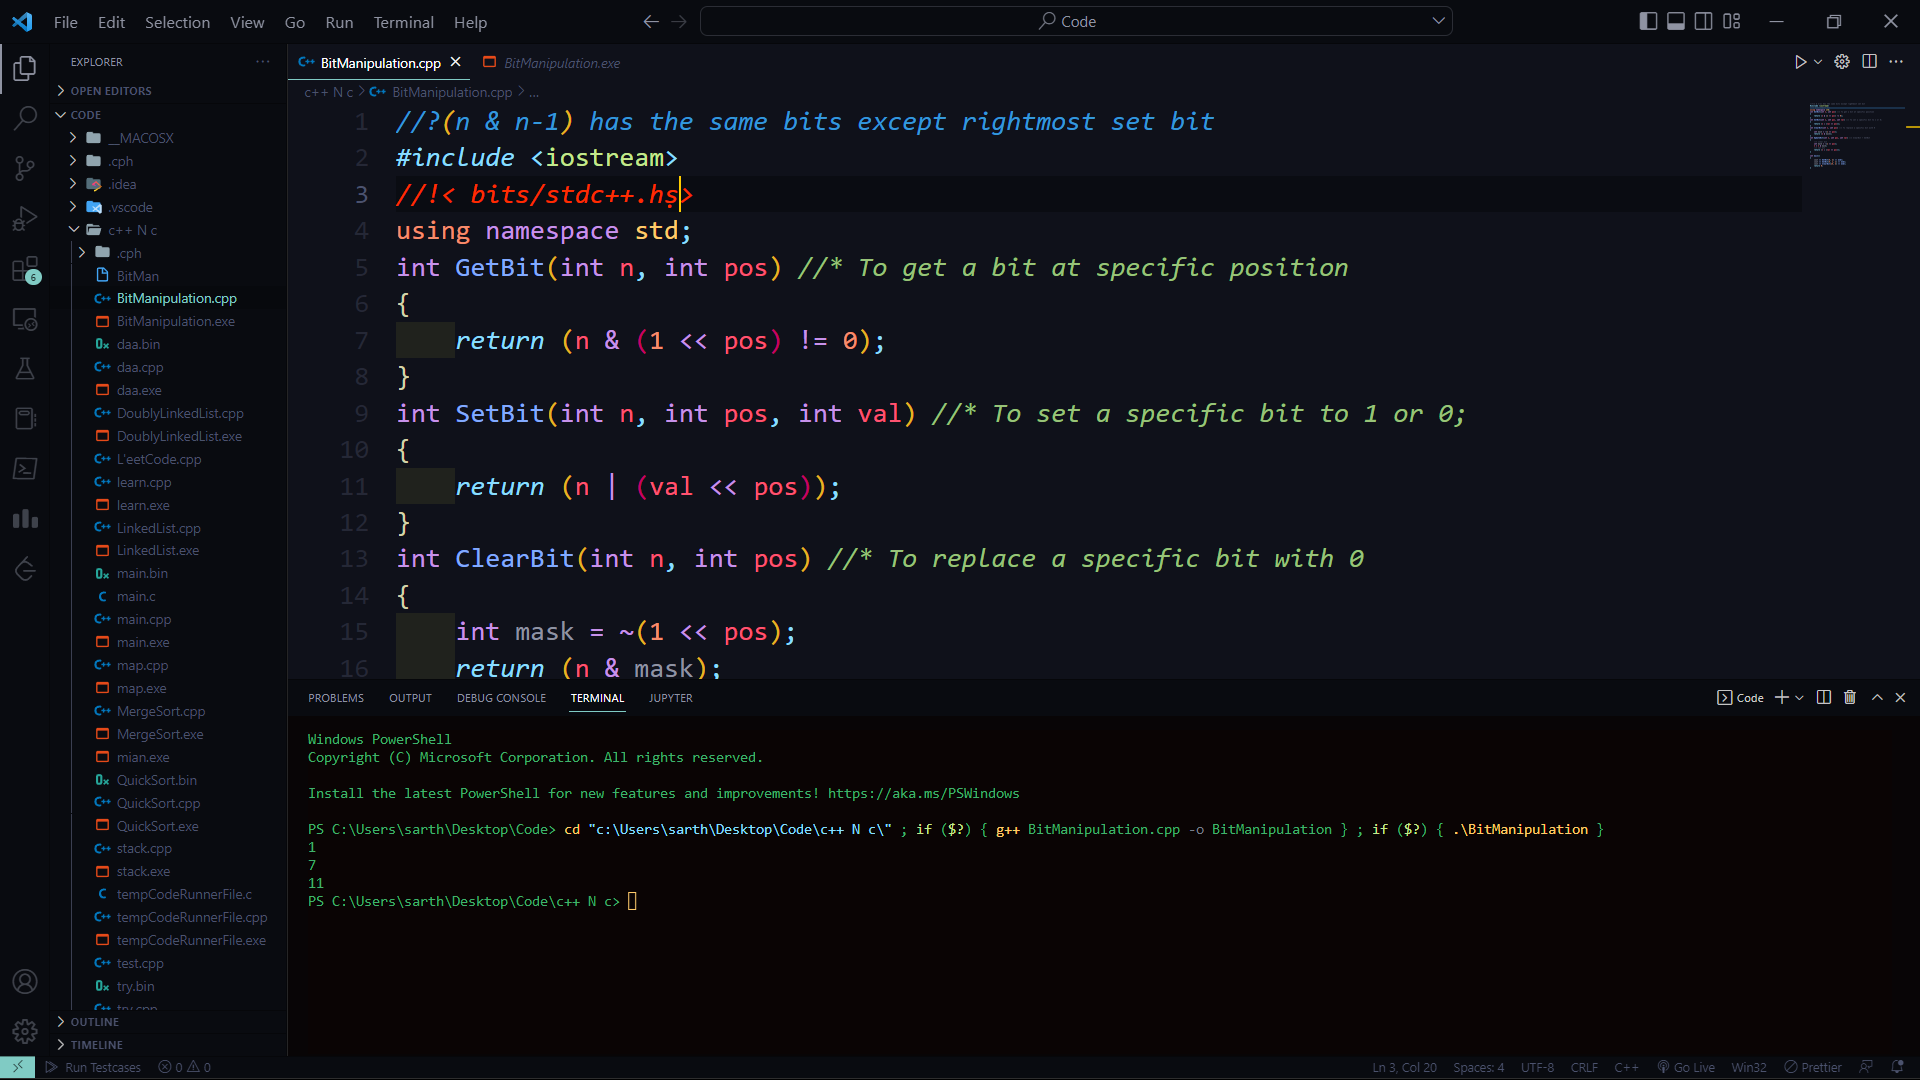 File Edit Selection View Go Run Terminal Help
Code
EXPLORER
OPEN EDITORS
CODE
__MACOSX
.cph
.idea
.vscode
c++ N c
.cph
BitMan
BitManipulation.cpp
BitManipulation.exe
daa.bin
daa.cpp
daa.exe
DoublyLinkedList.cpp
DoublyLinkedList.exe
L'eetCode.cpp
learn.cpp
learn.exe
LinkedList.cpp
LinkedList.exe
main.bin
main.c
main.cpp
main.exe
map.cpp
map.exe
MergeSort.cpp
MergeSort.exe
mian.exe
QuickSort.bin
QuickSort.cpp
QuickSort.exe
stack.cpp
stack.exe
tempCodeRunnerFile.c
tempCodeRunnerFile.cpp
tempCodeRunnerFile.exe
test.cpp
try.bin
try.cpp
OUTLINE
TIMELINE
6
BitManipulation.cpp BitManipulation.exe
c++ N c > BitManipulation.cpp > ...
1 //?(n & n-1) has the same bits except rightmost set bit
2 #include <iostream>
3 //!< bits/stdc++.hṣ>
4 using namespace std;
5 int GetBit(int n, int pos) //* To get a bit at specific position
6 {
7 return (n & (1 << pos) != 0);
8 }
9 int SetBit(int n, int pos, int val) //* To set a specific bit to 1 or 0;
10 {
11 return (n | (val << pos));
12 }
13 int ClearBit(int n, int pos) //* To replace a specific bit with 0
14 {
15 int mask = ~(1 << pos);
16 return (n & mask);
PROBLEMS OUTPUT DEBUG CONSOLE TERMINAL JUPYTER
Code
Windows PowerShell
Copyright (C) Microsoft Corporation. All rights reserved.
Install the latest PowerShell for new features and improvements! https://aka.ms/PSWindows
PS C:\Users\sarth\Desktop\Code> cd "c:\Users\sarth\Desktop\Code\c++ N c\" ; if ($?) { g++ BitManipulation.cpp -o BitManipulation } ; if ($?) { .\BitManipulation }
1
7
11
PS C:\Users\sarth\Desktop\Code\c++ N c>
Run Testcases 0 0 Ln 3, Col 20 Spaces: 4 UTF-8 CRLF C++ Go Live Win32 Prettier